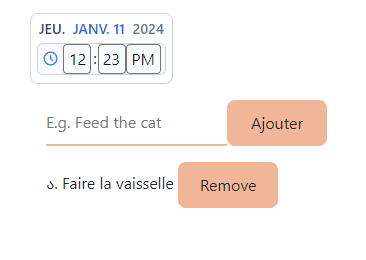 JEU. JANV. 11 2024
12 : 23 PM
E.g. Feed the cat Ajouter
ა. Faire la vaisselle Remove